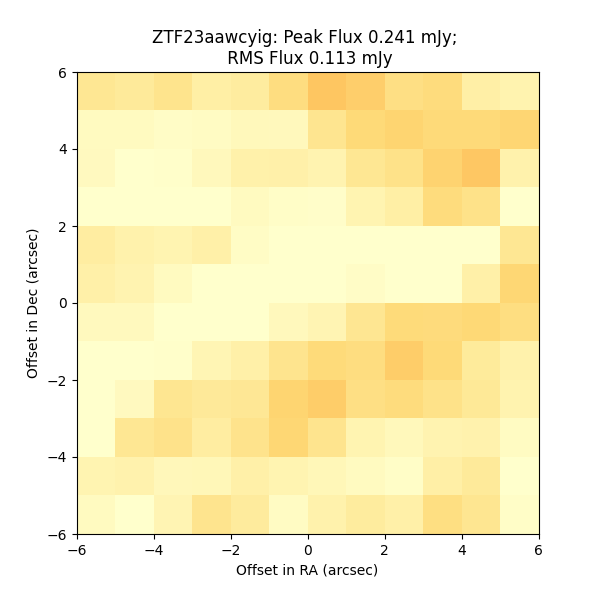 ZTF23aawcyig: Peak Flux 0.241 mJy;
RMS Flux 0.113 mJy
6
4
2
0
−2
−4
−6
Offset in Dec (arcsec)
−6 −4 −2 0 2 4 6
Offset in RA (arcsec)